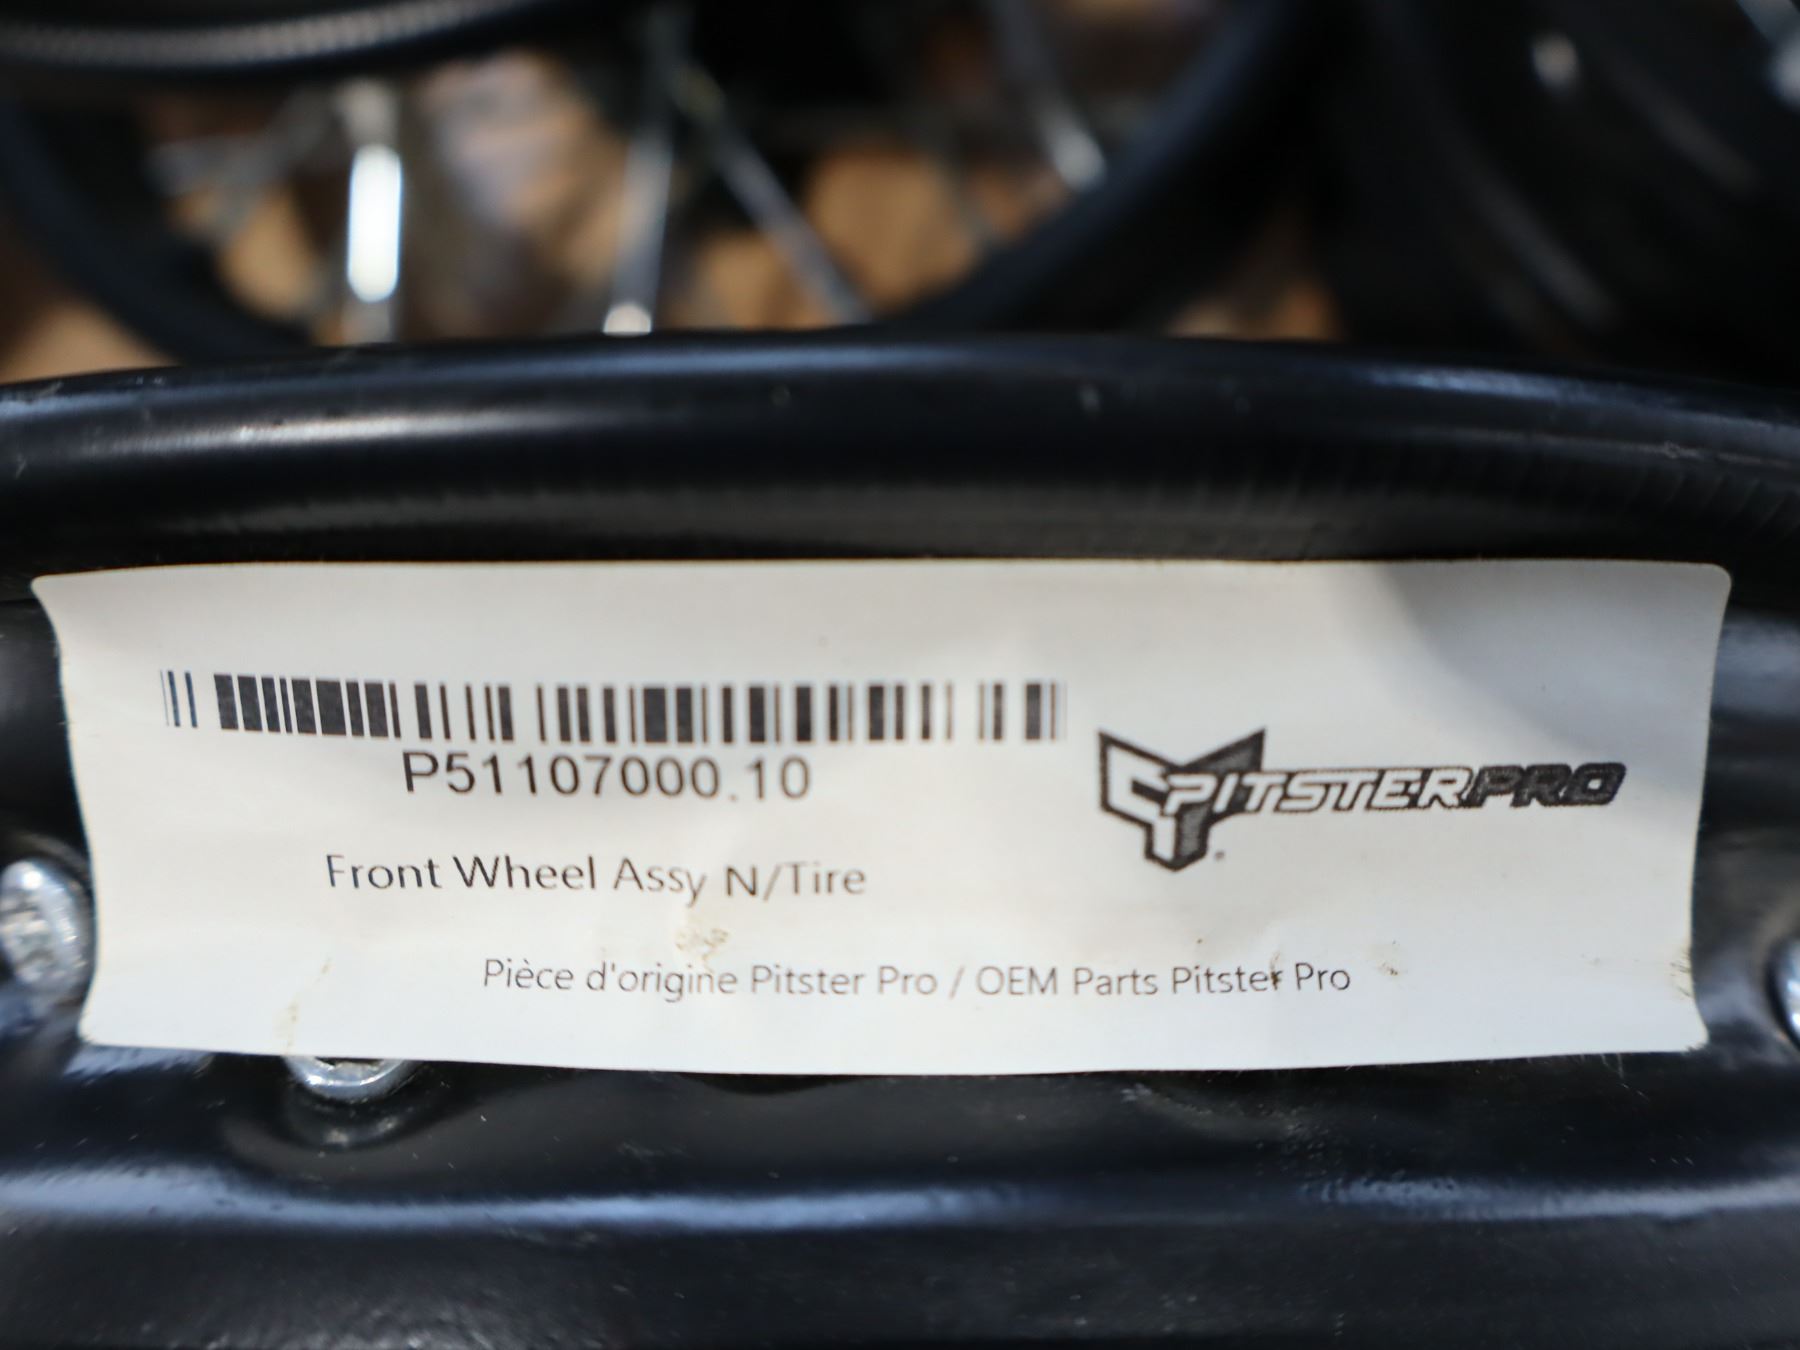 P51107000.10
PITSTERPRO
Front Wheel Assy N/Tire
Pièce d'origine Pitster Pro / OEM Parts Pitster Pro